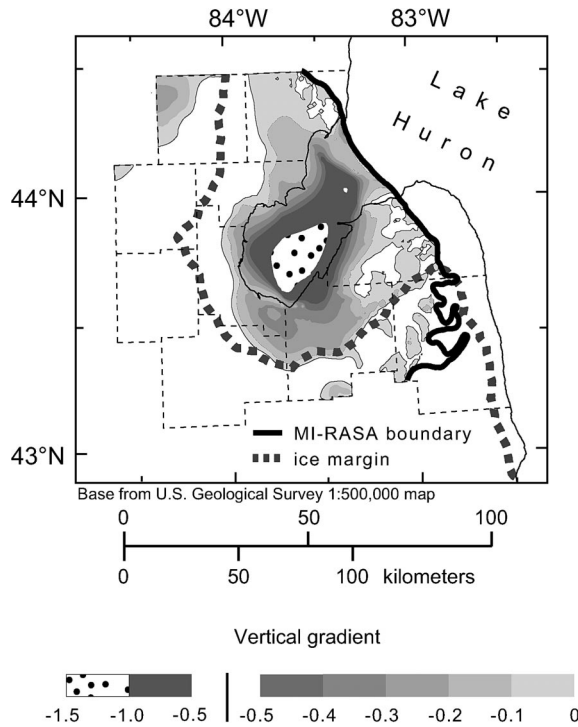 84°W 83°W
Lake
Huron
44°N
43°N
MI-RASA boundary
ice margin
Base from U.S. Geological Survey 1:500,000 map
0 50 100
0 50 100 kilometers
Vertical gradient
-1.5 -1.0 -0.5 -0.5 -0.4 -0.3 -0.2 -0.1 0